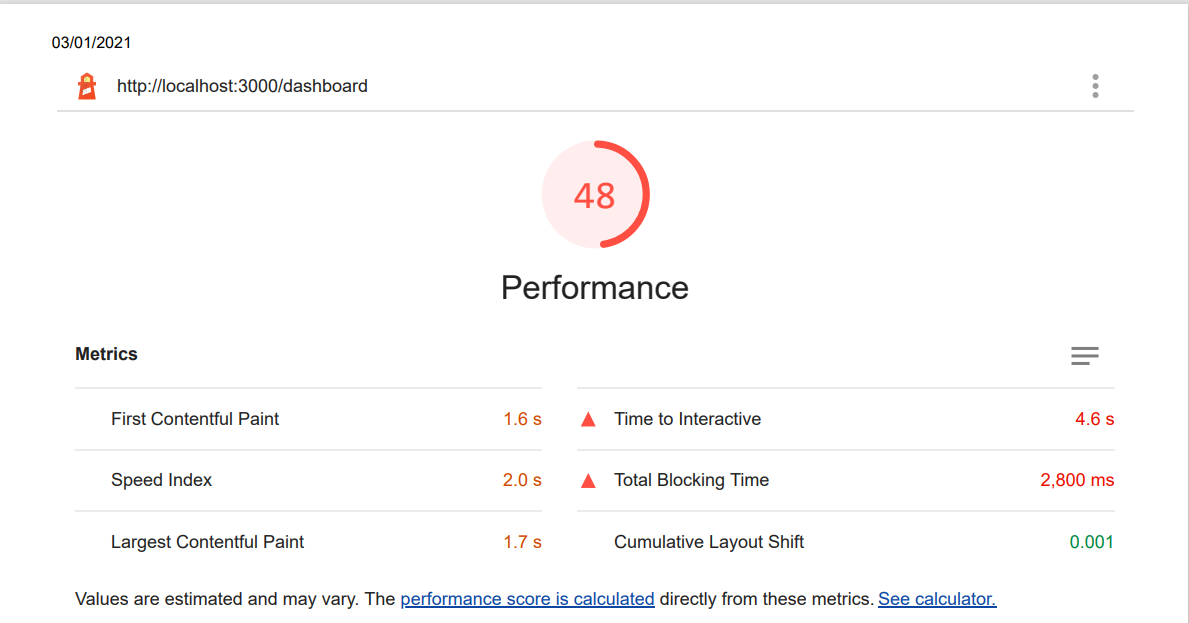 03/01/2021
http://localhost:3000/dashboard
48
Performance
Metrics
First Contentful Paint 1.6 s
Time to Interactive 4.6 s
Speed Index 2.0 s
Total Blocking Time 2,800 ms
Largest Contentful Paint 1.7 s
Cumulative Layout Shift 0.001
Values are estimated and may vary. The performance score is calculated directly from these metrics. See calculator.